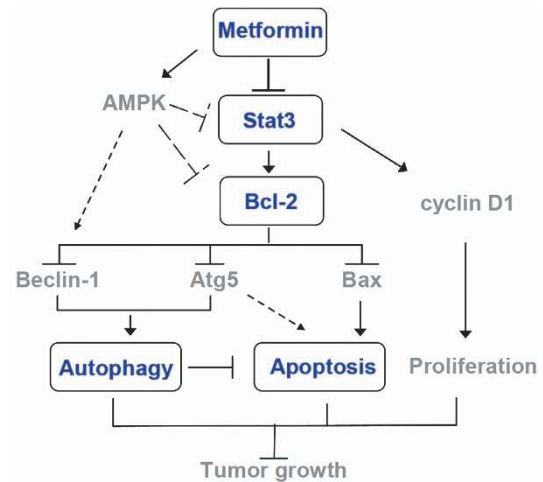 Metformin
AMPK
Stat3
Bcl-2
cyclin D1
Beclin-1 Atg5 Bax
Autophagy Apoptosis Proliferation
Tumor growth